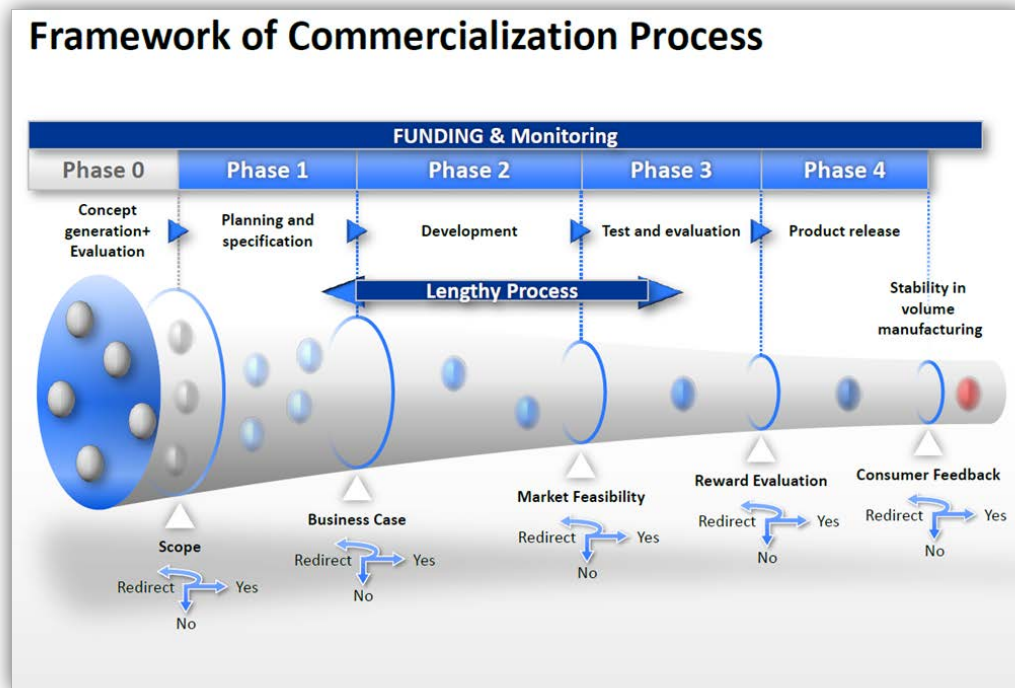 Framework of Commercialization Process
FUNDING & Monitoring
Phase 0
Phase 1
Phase 2
Phase 3
Phase 4
Concept
generation+
Evaluation
Planning and
specification
Development
Test and evaluation
Product release
Lengthy Process
Stability in
volume
manufacturing
Scope
Redirect
Yes
No
Business Case
Redirect
Yes
No
Market Feasibility
Redirect
Yes
No
Reward Evaluation
Redirect
Yes
No
Consumer Feedback
Redirect
Yes
No